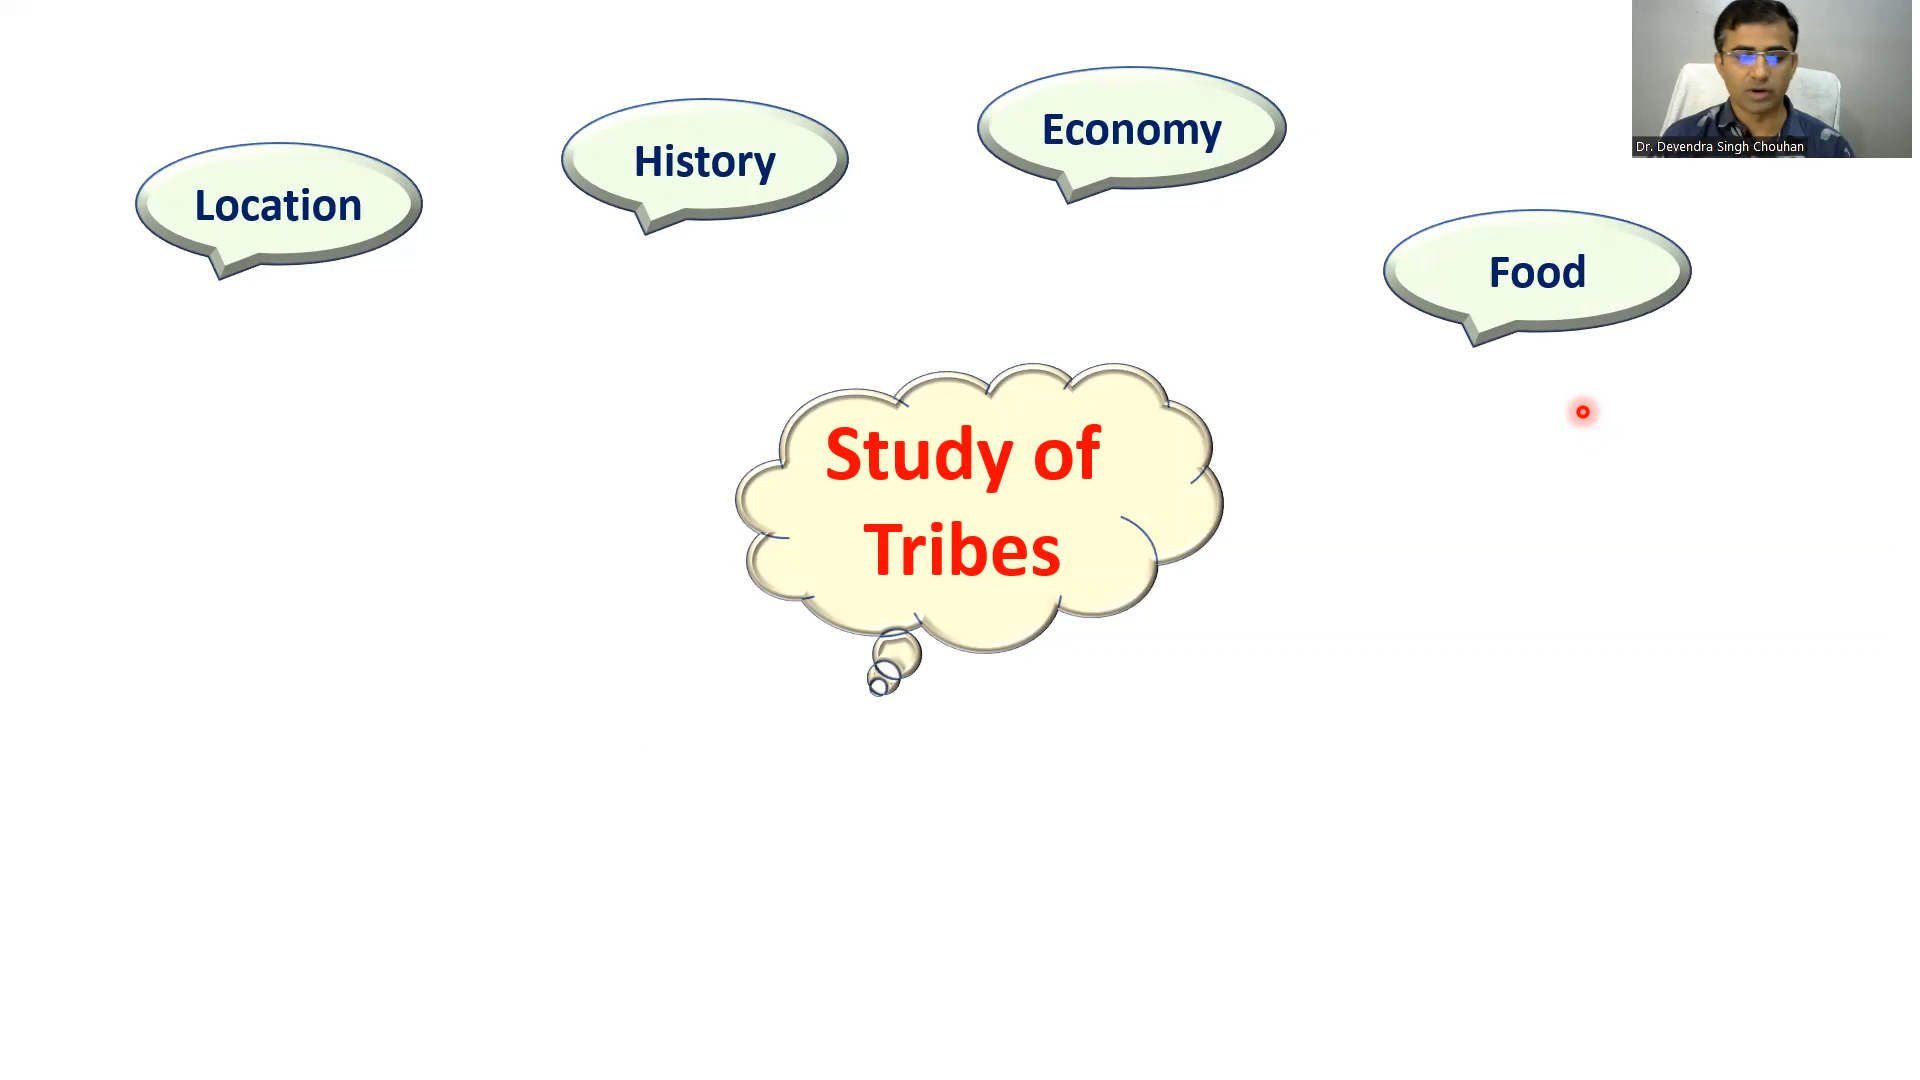 Location
History
Economy
Food
Study of
Tribes
Dr. Devendra Singh Chouhan